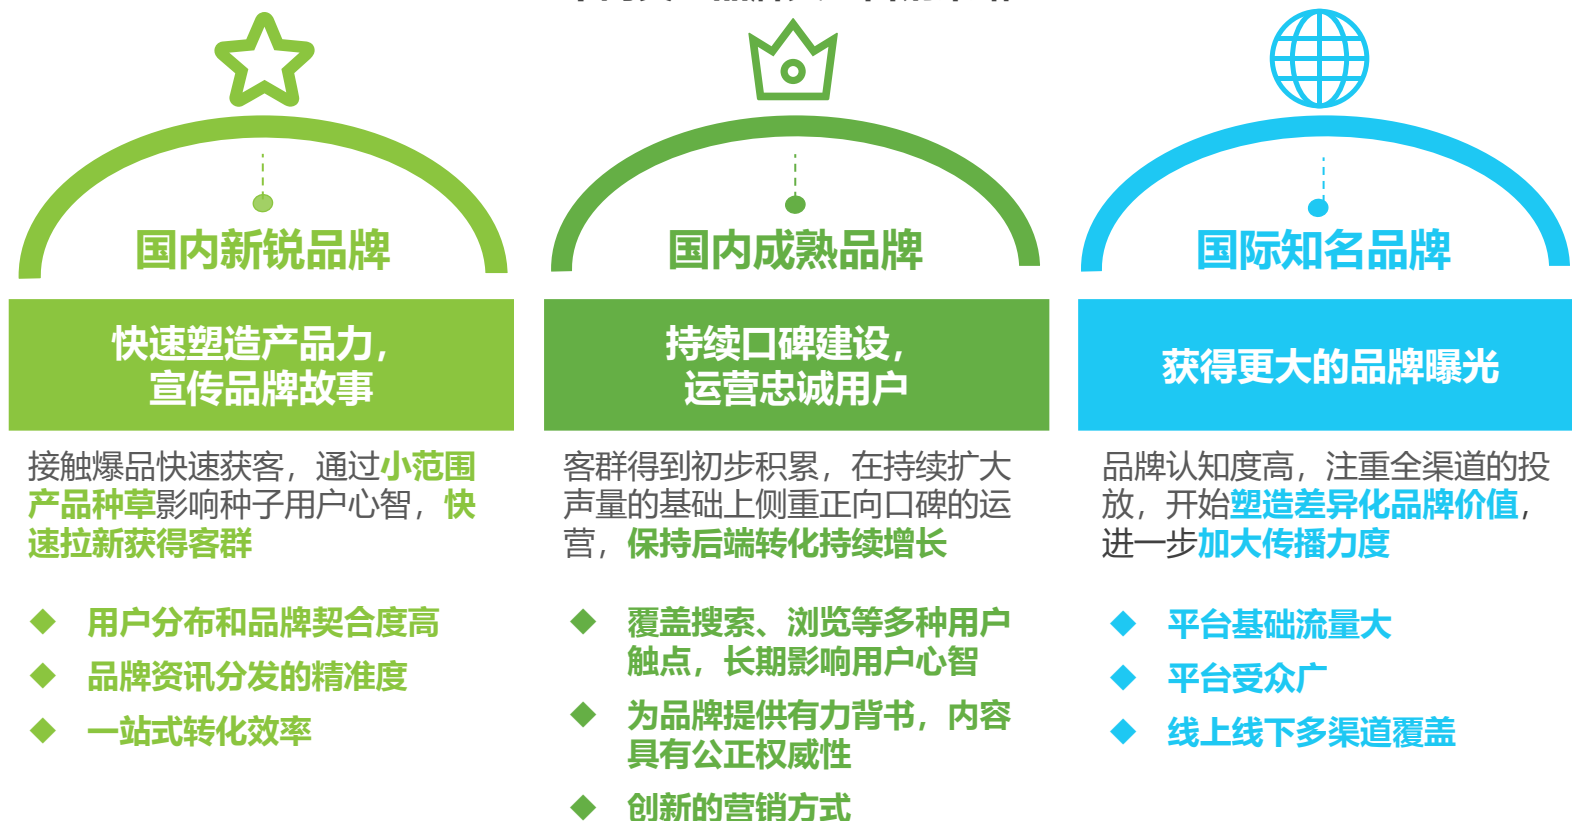 国内新锐品牌
快速塑造产品力，
宣传品牌故事
接触爆品快速获客，通过小范围
产品种草影响种子用户心智，快
速拉新获得客群
◆ 用户分布和品牌契合度高
◆ 品牌资讯分发的精准度
◆ 一站式转化效率
国内成熟品牌
持续口碑建设，
运营忠诚用户
客群得到初步积累，在持续扩大
声量的基础上侧重正向口碑的运
营，保持后端转化持续增长
◆ 覆盖搜索、浏览等多种用户
触点，长期影响用户心智
◆ 为品牌提供有力背书，内容
具有公正权威性
◆ 创新的营销方式
国际知名品牌
获得更大的品牌曝光
品牌认知度高，注重全渠道的投
放，开始塑造差异化品牌价值，
进一步加大传播力度
◆ 平台基础流量大
◆ 平台受众广
◆ 线上线下多渠道覆盖